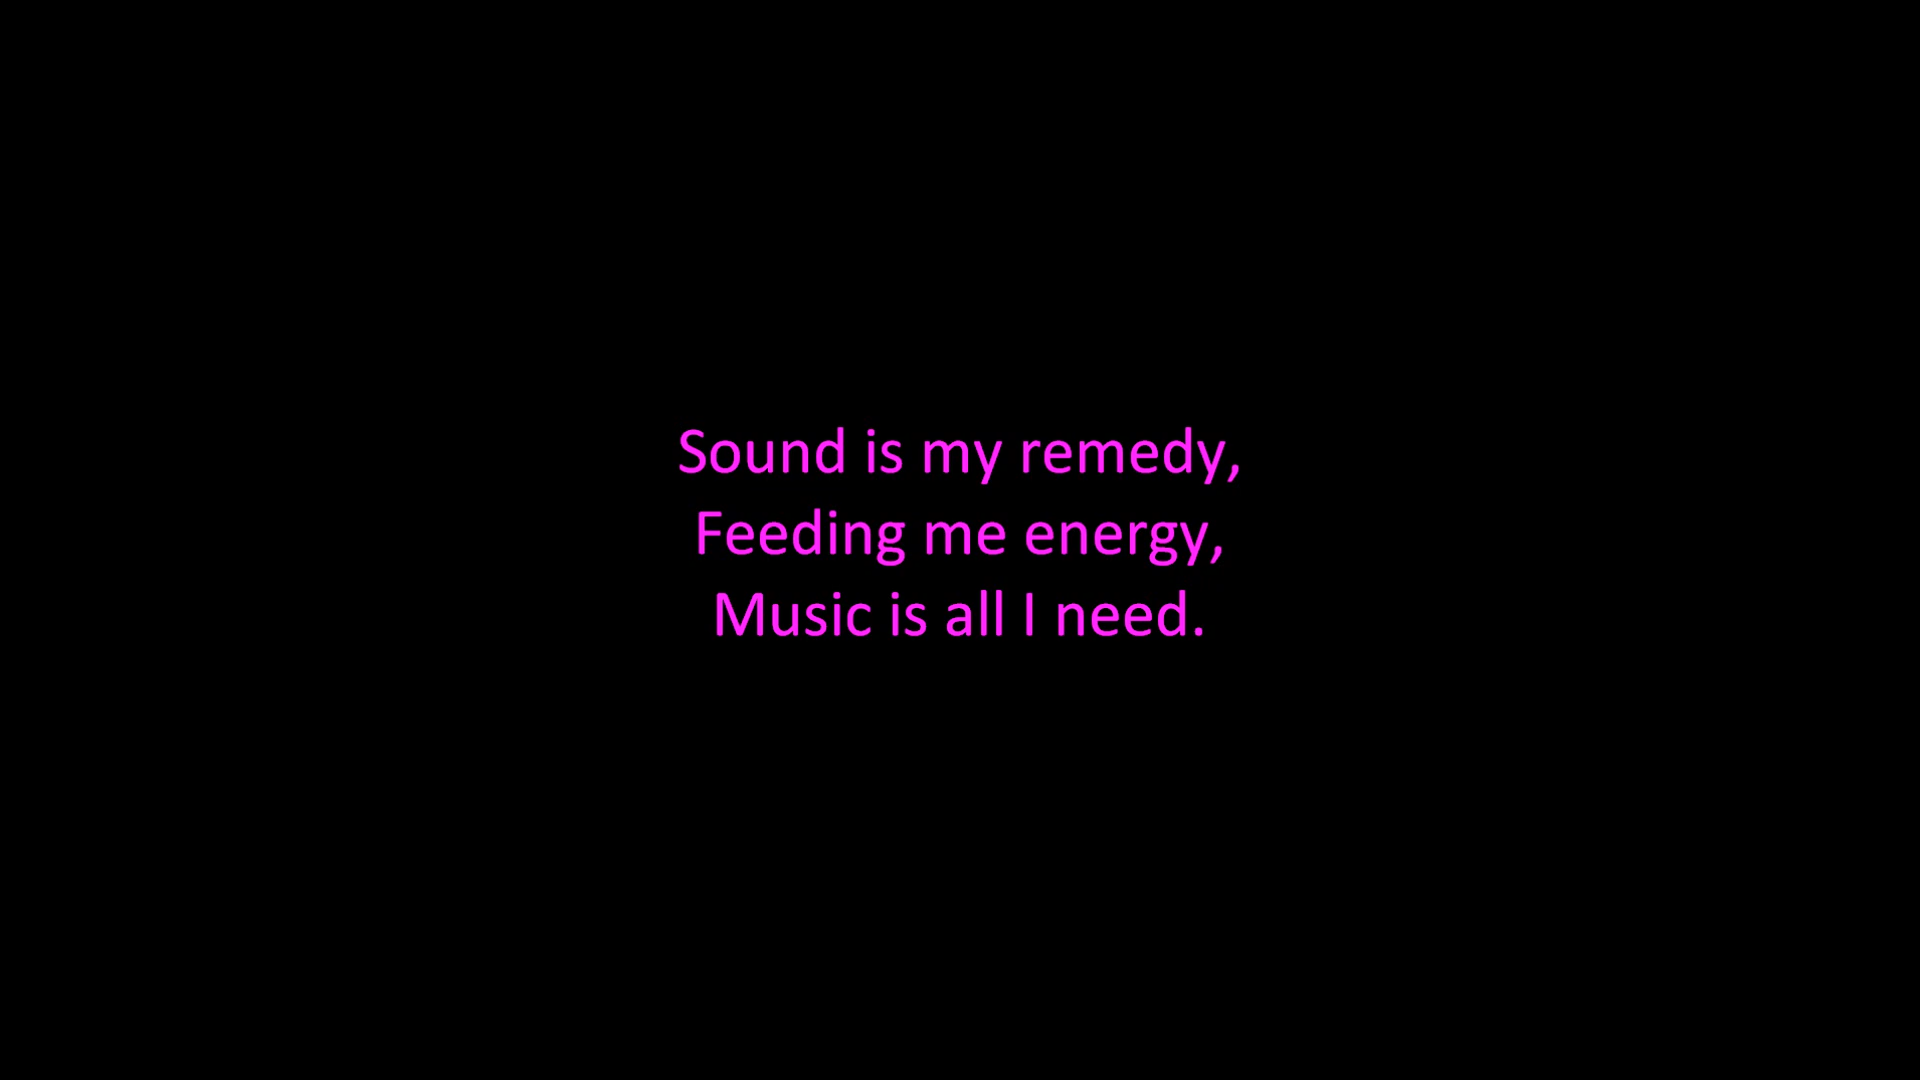 Sound is my remedy,
Feeding me energy,
Music is all I need.